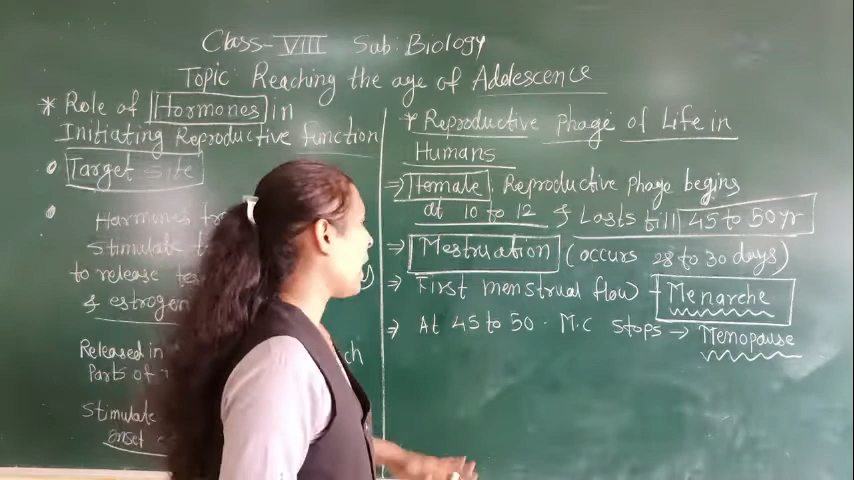 Class-VIII Sub: Biology
Topic: Reaching the age of Addescence
* Role of Hormones in
Initiating Reproductive function
Target site
Hormones
Stimulate
to release
& estrogen
Released in
Parts of
Stimulate
onset
* Reproductive phage of Life in
Humans
⇒ Female, Reproductive phage begins
at 10 to 12 & Lasts till 45 to 50 yr
⇒ Mestruation (occurs 28 to 30 days)
⇒ First menstrual flow - Menarche
⇒ At 45 to 50. M.C stops → Menopause